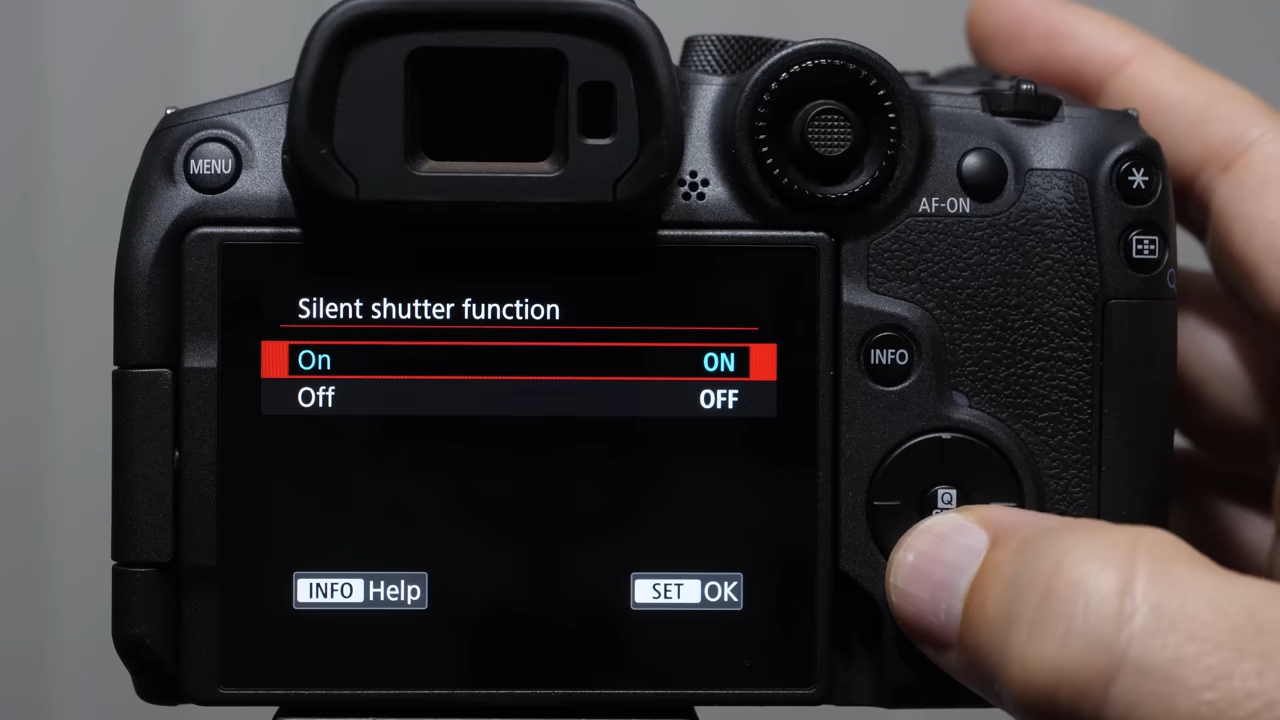 MENU
AF-ON
Silent shutter function
On ON
Off OFF
INFO
Q
INFO Help
SET OK